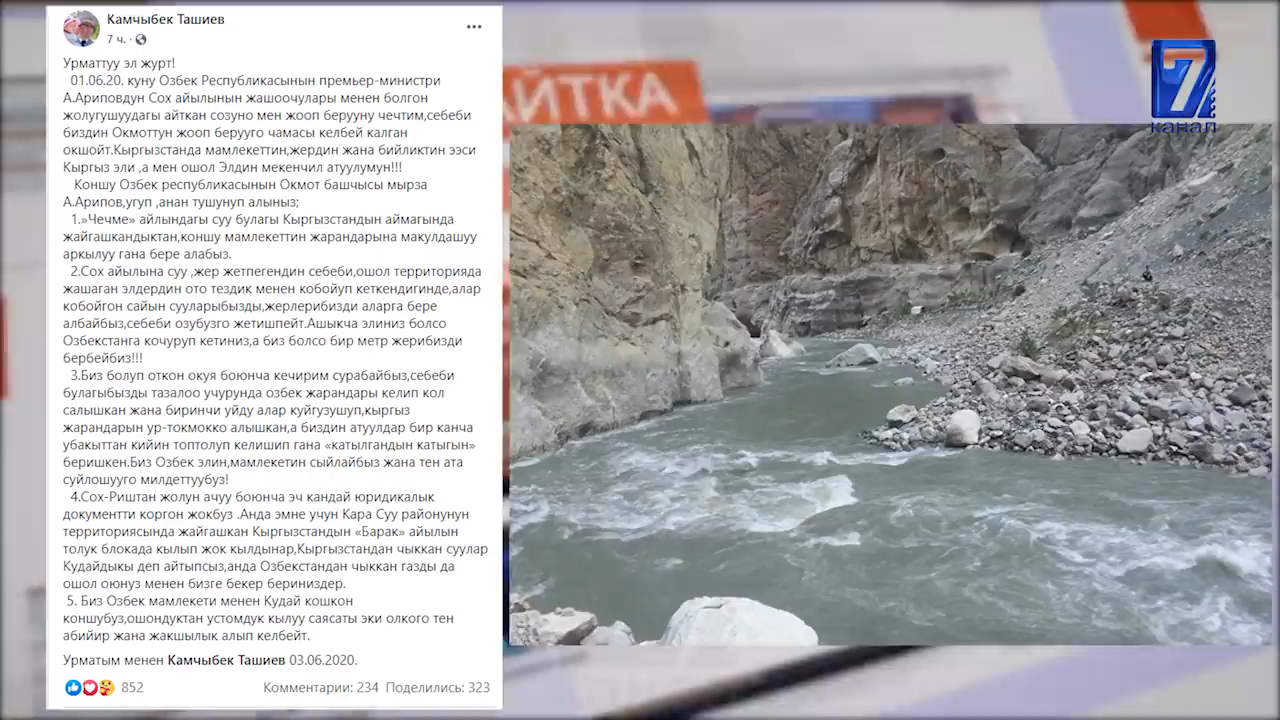 Камчыбек Ташиев
7 ч.
Урматтуу эл журт!
01.06.20. куну Озбек Республикасынын премьер-министри
А.Ариповдун Сох айылынын жашоочулары менен болгон
жолугушуудагы айткан созуно мен жооп берууну чечтим,себеби
биздин Окмоттун жооп берууго чамасы келбей калган
окшойт.Кыргызстанда мамлекеттин,жердин жана бийликтин ээси
Кыргыз эли ,а мен ошол Элдин мекенчил атуулумун!!!
Коншу Озбек республикасынын Окмот башчысы мырза
А.Арипов,угуп ,анан тушунуп алыныз;
1.»Чечме» айлындагы суу булагы Кыргызстандын аймагында
жайгашкандыктан,коншу мамлекеттин жарандарына макулдашуу
аркылуу гана бере алабыз.
2.Сох айылына суу ,жер жетпегендин себеби,ошол территорияда
жашаган элдердин ото тездик менен кобойуп кеткендигинде,алар
кобойгон сайын сууларыбызды,жерлерибизди аларга бере
албайбыз,себеби озубузго жетишпейт.Ашыкча элиниз болсо
Озбекстанга кочуруп кетиниз,а биз болсо бир метр жерибизди
бербейбиз!!!
3.Биз болуп откон окуя боюнча кечирим сурабайбыз,себеби
булагыбызды тазалоо учурунда озбек жарандары келип кол
салышкан жана биринчи уйду алар куйгузушуп,кыргыз
жарандарын ур-токмокко алышкан,а биздин атуулдар бир канча
убакыттан кийин топтолуп келишип гана «катылгандын катыгын»
беришкен.Биз Озбек элин,мамлекетин сыйлайбыз жана тен ата
суйлошууго милдеттуубуз!
4.Сох-Риштан жолун ачуу боюнча эч кандай юридикалык
документти коргон жокбуз .Анда эмне учун Кара Суу районунун
территориясында жайгашкан Кыргызстандын «Барак» айылын
толук блокада кылып жок кылдынар,Кыргызстандан чыккан суулар
Кудайдыкы деп айтыпсыз,анда Озбекстандан чыккан газды да
ошол оюнуз менен бизге бекер бериниздер.
5. Биз Озбек мамлекети менен Кудай кошкон
коншубуз,ошондуктан устомдук кылуу саясаты эки олкого тен
абийир жана жакшылык алып келбейт.
Урматым менен Камчыбек Ташиев 03.06.2020.
852 Комментарии: 234 Поделились: 323
АЙТКА
7
канал